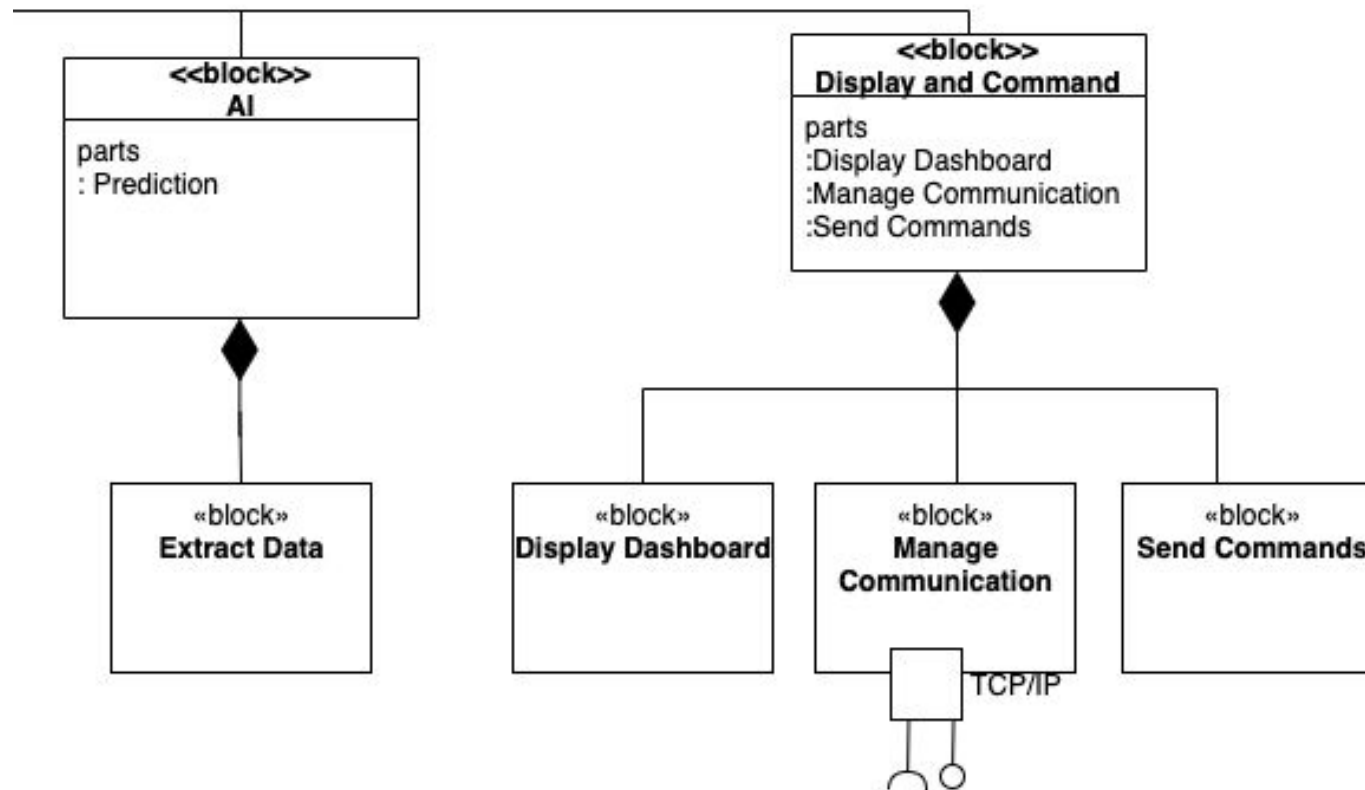 <<block>>
AI
parts
: Prediction
<<block>>
Display and Command
parts
:Display Dashboard
:Manage Communication
:Send Commands
«block»
Extract Data
«block»
Display Dashboard
«block»
Manage
Communication
«block»
Send Commands
TCP/IP